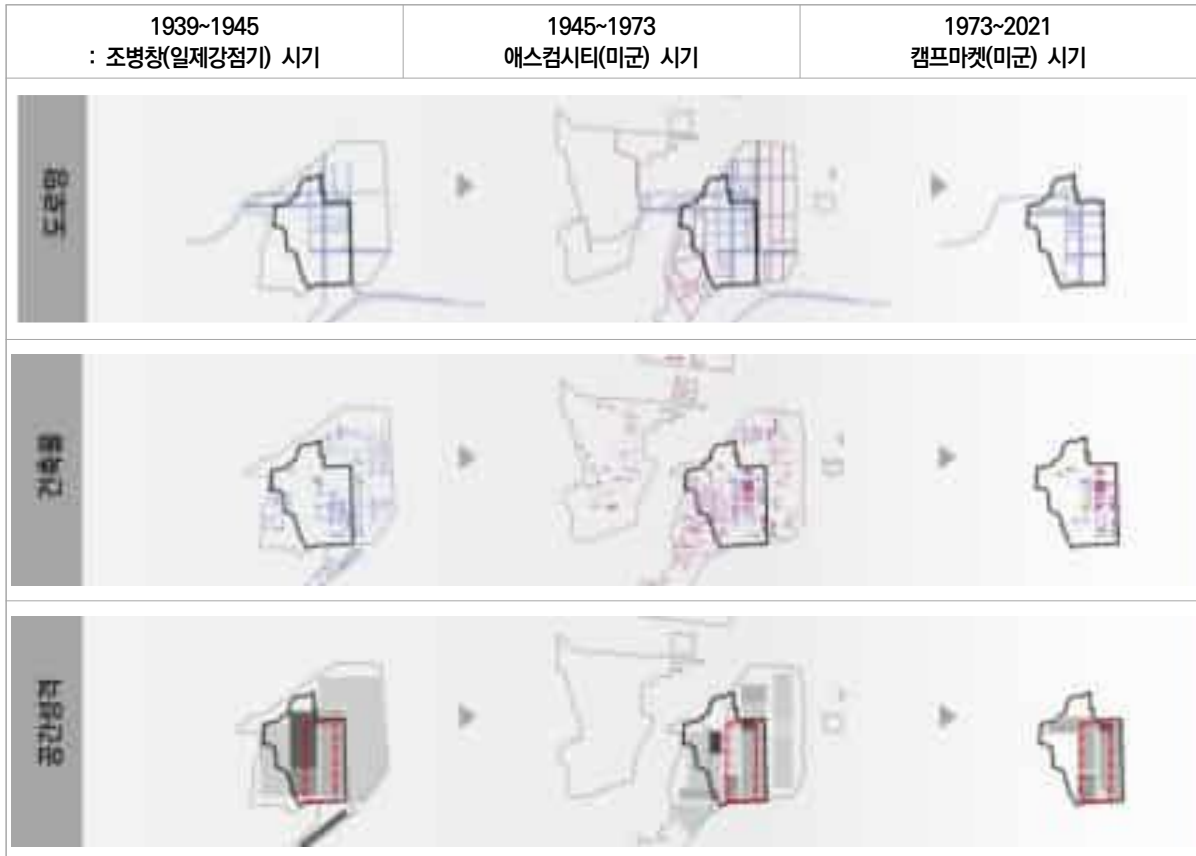 1939~1945
: 조병창(일제강점기) 시기
1945~1973
애스컴시티(미군) 시기
1973~2021
캠프마켓(미군) 시기
도로망
건축물
공간성격